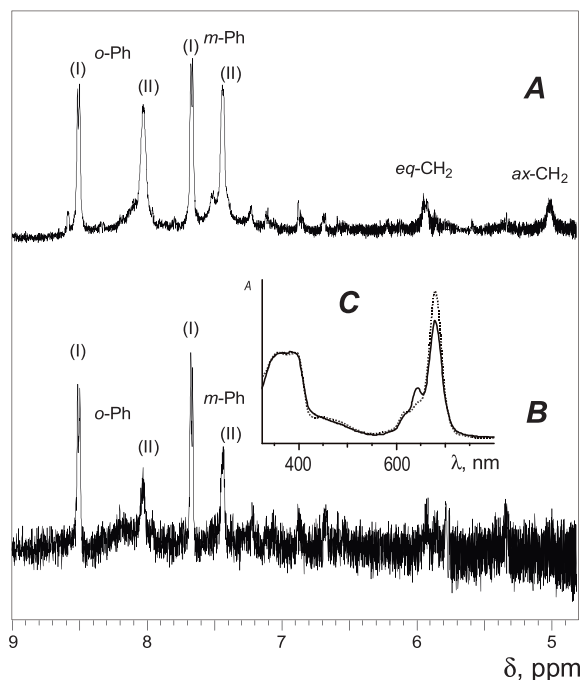 (I) o-Ph (I) m-Ph
(II) (II)
A
eq-CH2 ax-CH2
A C
(I) (I)
o-Ph m-Ph B
(II) (II)
400 600 λ, nm
9 8 7 6 5
δ, ppm